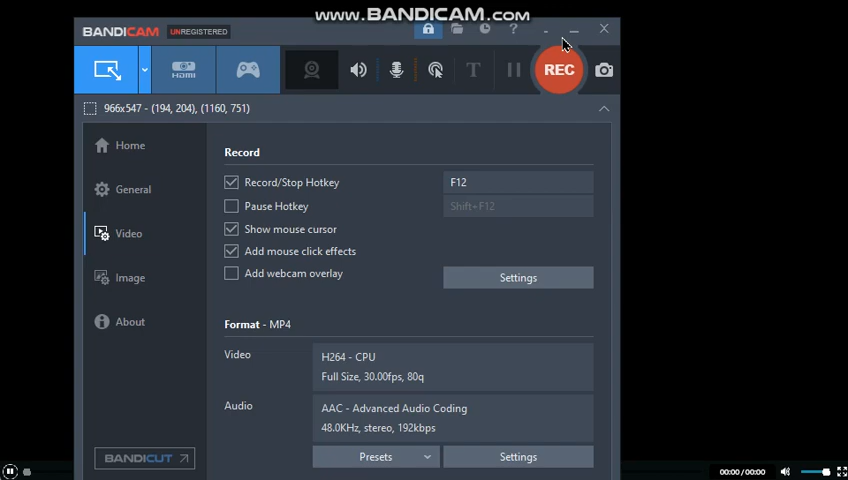 www.BANDICAM.com
BANDICAM UNREGISTERED
?
HDMI
T
REC
966x547 - (194, 204), (1160, 751)
Home
General
Video
Image
About
BANDICUT
Record
Record/Stop Hotkey F12
Pause Hotkey Shift+F12
Show mouse cursor
Add mouse click effects
Add webcam overlay
Settings
Format - MP4
Video
H264 - CPU
Full Size, 30.00fps, 80q
Audio
AAC - Advanced Audio Coding
48.0KHz, stereo, 192kbps
Presets Settings
00:00 / 00:00